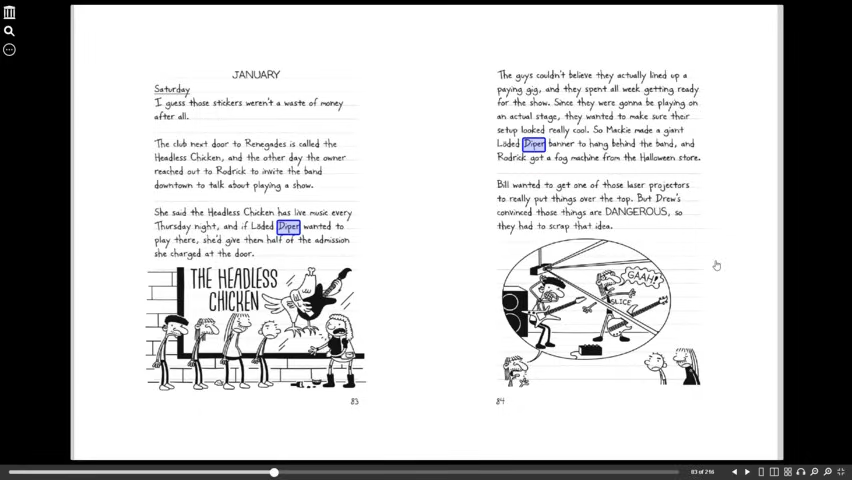 JANUARY
Saturday
I guess those stickers weren't a waste of money
after all.
The club next door to Renegades is called the
Headless Chicken, and the other day the owner
reached out to Rodrick to invite the band
downtown to talk about playing a show.
She said the Headless Chicken has live music every
Thursday night, and if Löded Diper wanted to
play there, she'd give them half of the admission
she charged at the door.
THE HEADLESS
CHICKEN
83
The guys couldn't believe they actually lined up a
paying gig, and they spent all week getting ready
for the show. Since they were gonna be playing on
an actual stage, they wanted to make sure their
setup looked really cool. So Mackie made a giant
Löded Diper banner to hang behind the band, and
Rodrick got a fog machine from the Halloween store.
Bill wanted to get one of those laser projectors
to really put things over the top. But Drew's
convinced those things are DANGEROUS, so
they had to scrap that idea.
GAAH!
SLICE
84
83 of 216